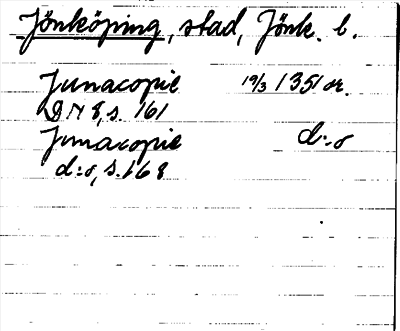 Jönköping, stad, Jönk. l.
Junacopie 19/3 1351 or.
DN 8, s. 161
Junacopie d:o
d:o, s. 168